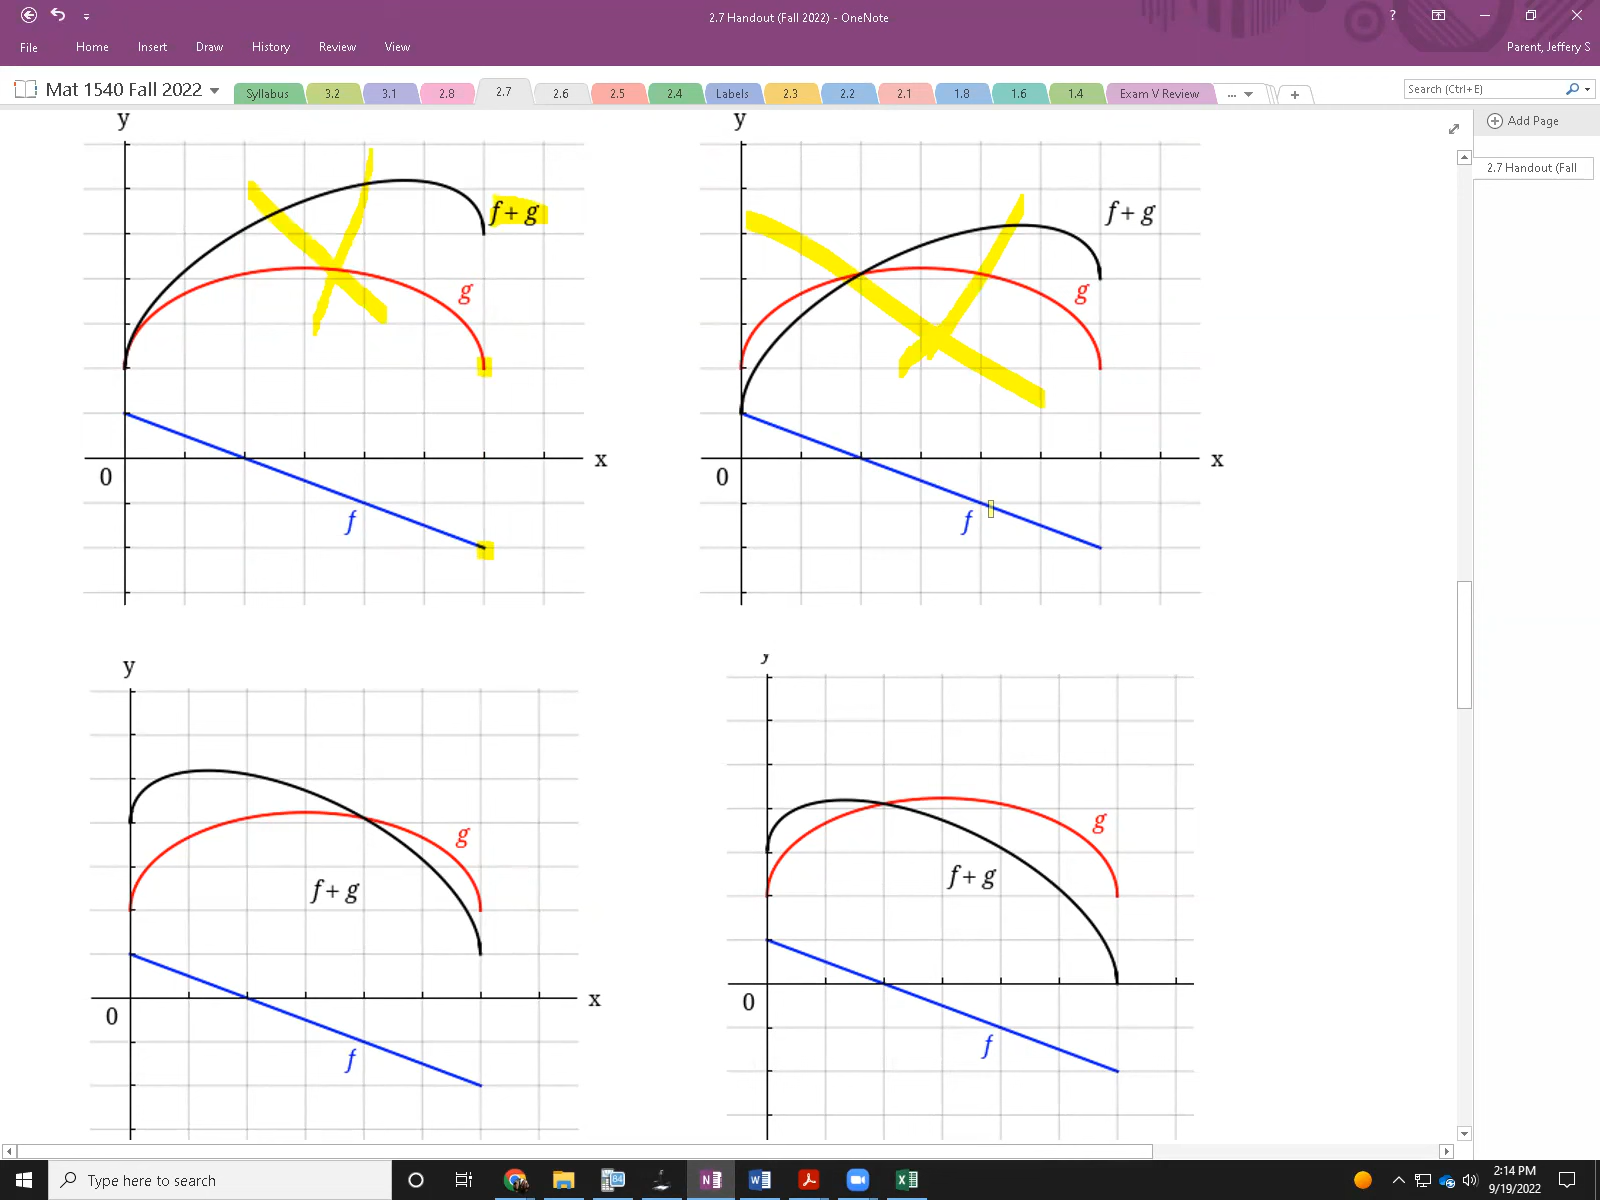 2.7 Handout (Fall 2022) - OneNote
?
File Home Insert Draw History Review View
Parent, Jeffery S
Mat 1540 Fall 2022
Syllabus 3.2 3.1 2.8 2.7 2.6 2.5 2.4 Labels 2.3 2.2 2.1 1.8 1.6 1.4 Exam V Review ...
Search (Ctrl+E)
Add Page
2.7 Handout (Fall
y
f + g
g
x
0
f
y
f + g
g
x
0
f
y
g
f + g
x
0
f
y
g
f + g
0
f
Type here to search
84
2:14 PM
9/19/2022